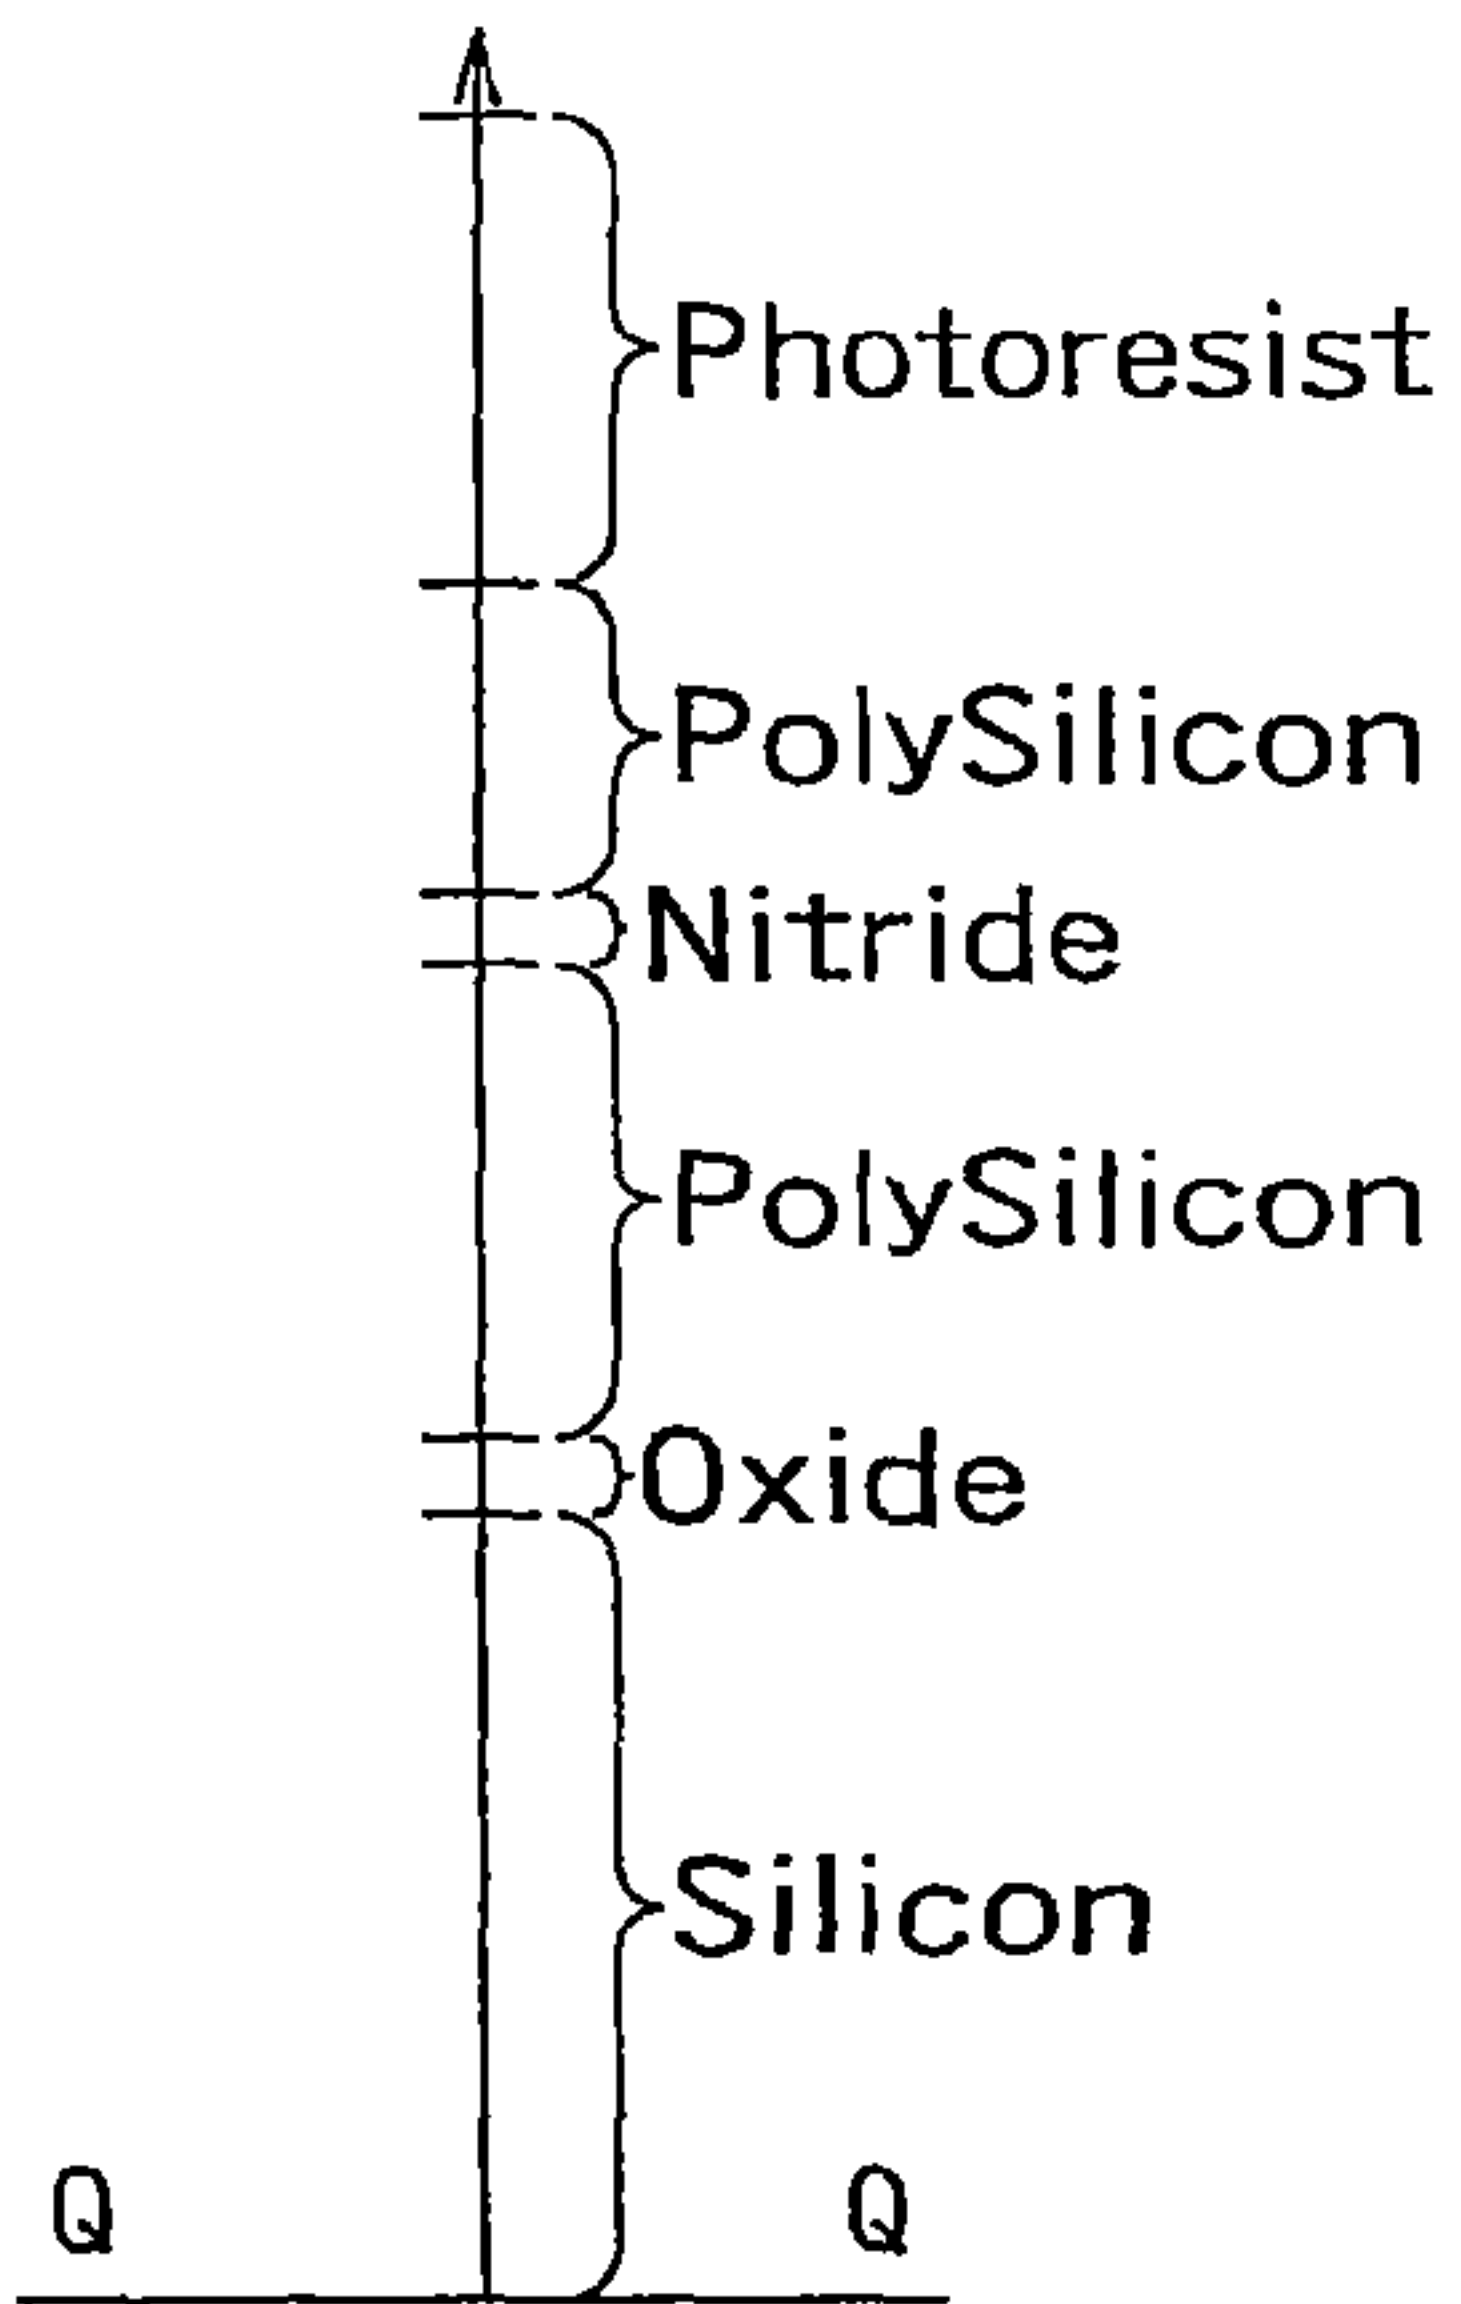 Photoresist
PolySilicon
Nitride
PolySilicon
Oxide
Silicon
Q Q